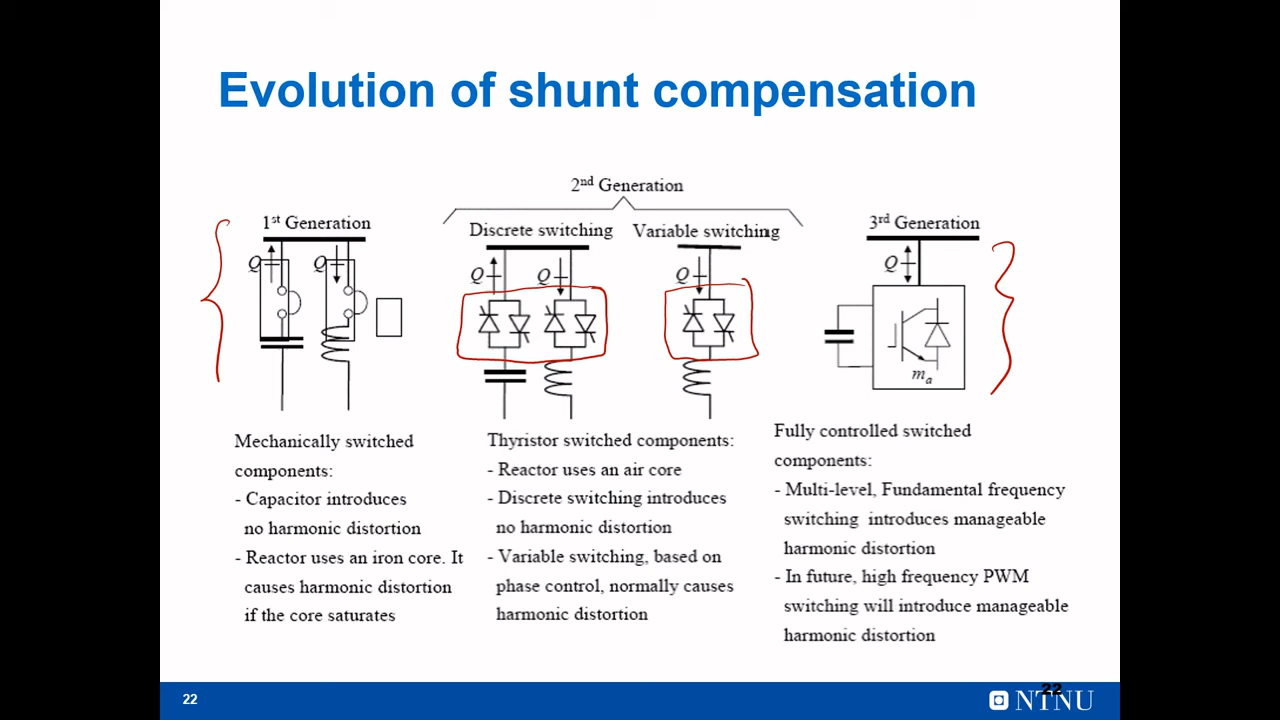 Evolution of shunt compensation
2nd Generation
1st Generation
Discrete switching
Variable switching
3rd Generation
Q
Q
Q
Q
Q
Q
ma
Mechanically switched
components:
- Capacitor introduces
no harmonic distortion
- Reactor uses an iron core. It
causes harmonic distortion
if the core saturates
Thyristor switched components:
- Reactor uses an air core
- Discrete switching introduces
no harmonic distortion
- Variable switching, based on
phase control, normally causes
harmonic distortion
Fully controlled switched
components:
- Multi-level, Fundamental frequency
switching introduces manageable
harmonic distortion
- In future, high frequency PWM
switching will introduce manageable
harmonic distortion
22
22
NTNU